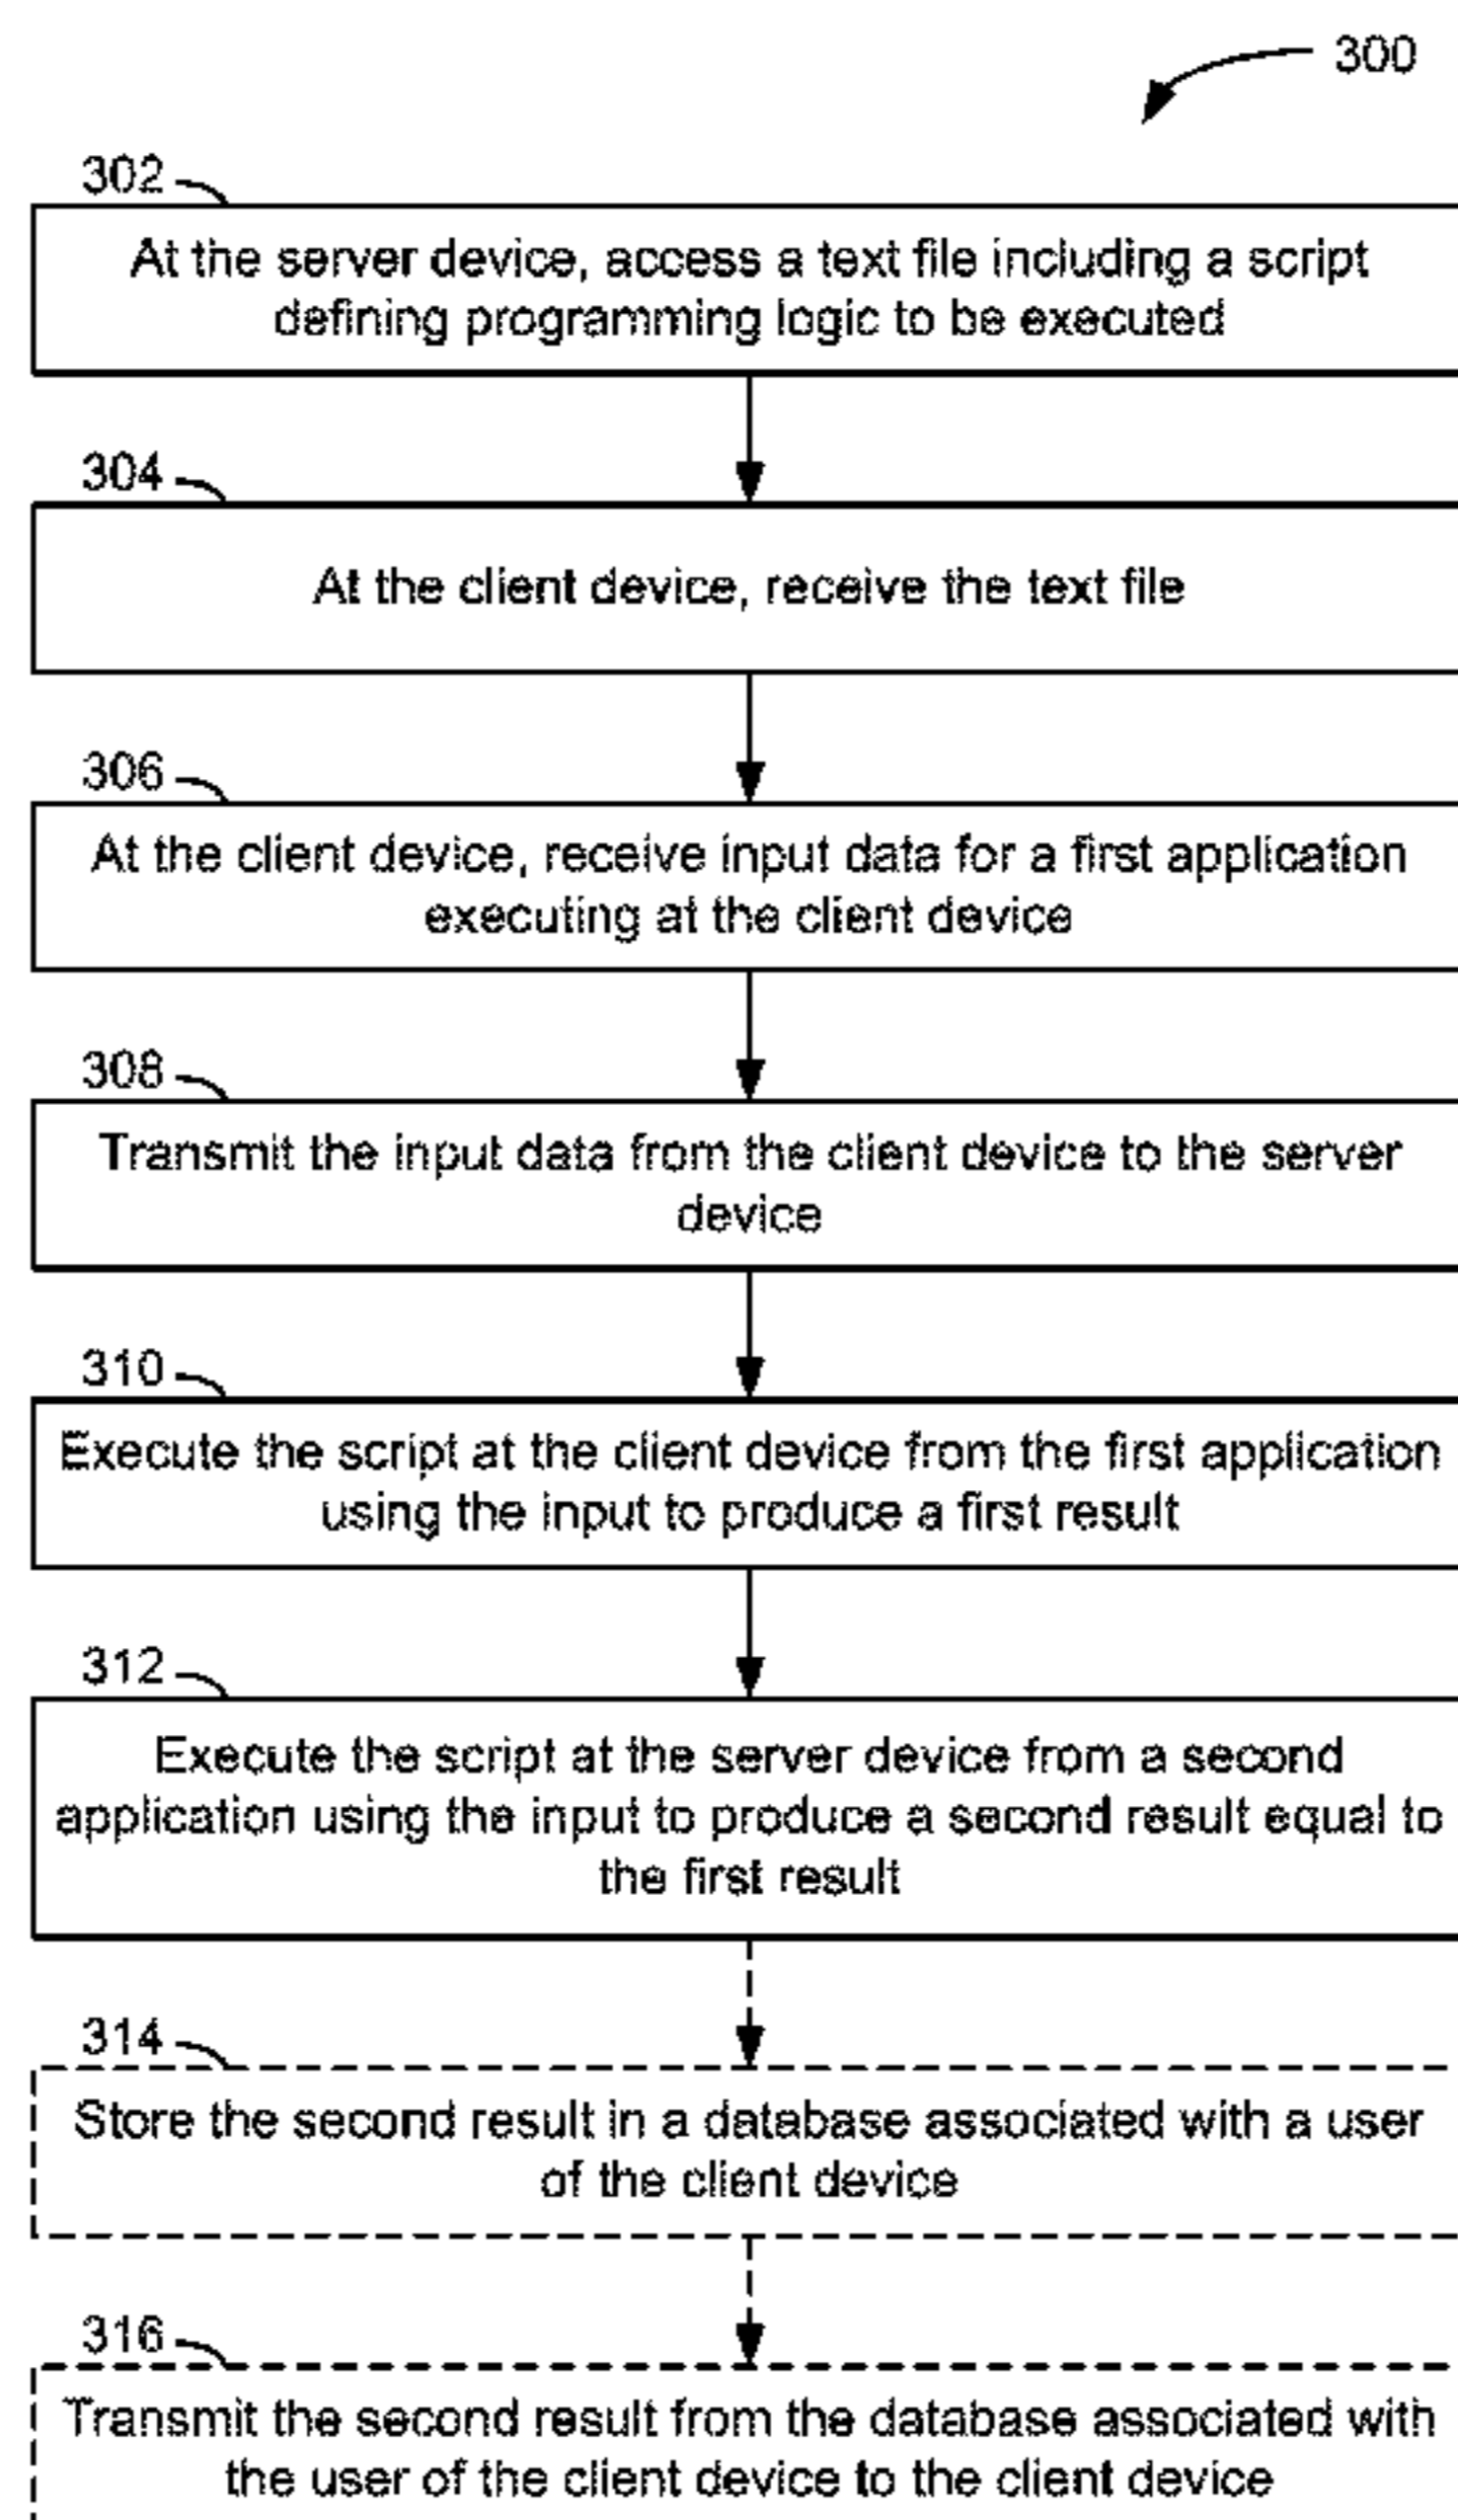 300
302
At the server device, access a text file including a script
defining programming logic to be executed
304
At the client device, receive the text file
306
At the client device, receive input data for a first application
executing at the client device
308
Transmit the input data from the client device to the server
device
310
Execute the script at the client device from the first application
using the input to produce a first result
312
Execute the script at the server device from a second
application using the input to produce a second result equal to
the first result
314
Store the second result in a database associated with a user
of the client device
316
Transmit the second result from the database associated with
the user of the client device to the client device